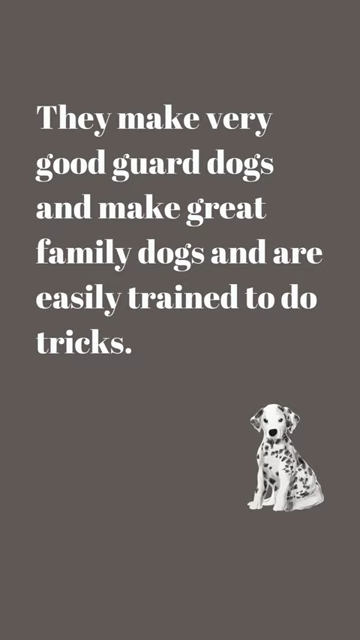 They make very
good guard dogs
and make great
family dogs and are
easily trained to do
tricks.